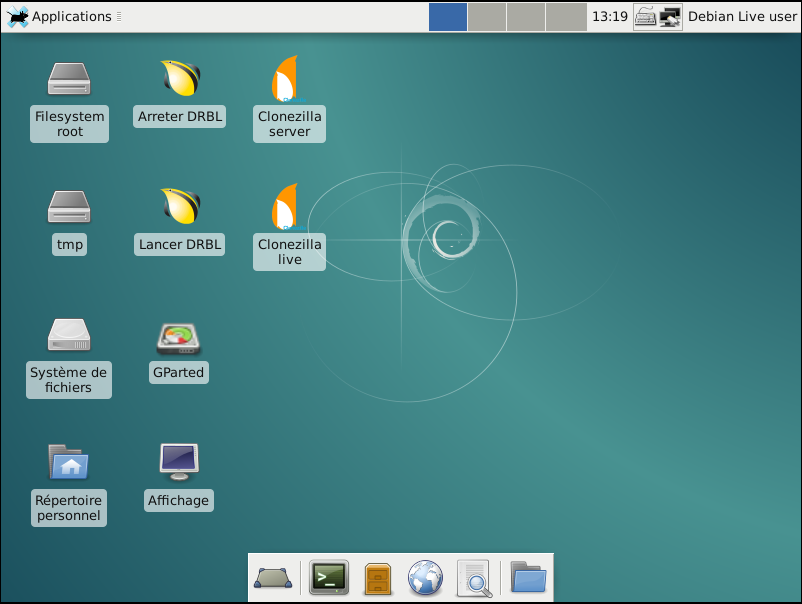 Applications
13:19
Debian Live user
Filesystem
root
Arreter DRBL
Clonezilla
server
tmp
Lancer DRBL
Clonezilla
live
Système de
fichiers
GParted
Répertoire
personnel
Affichage